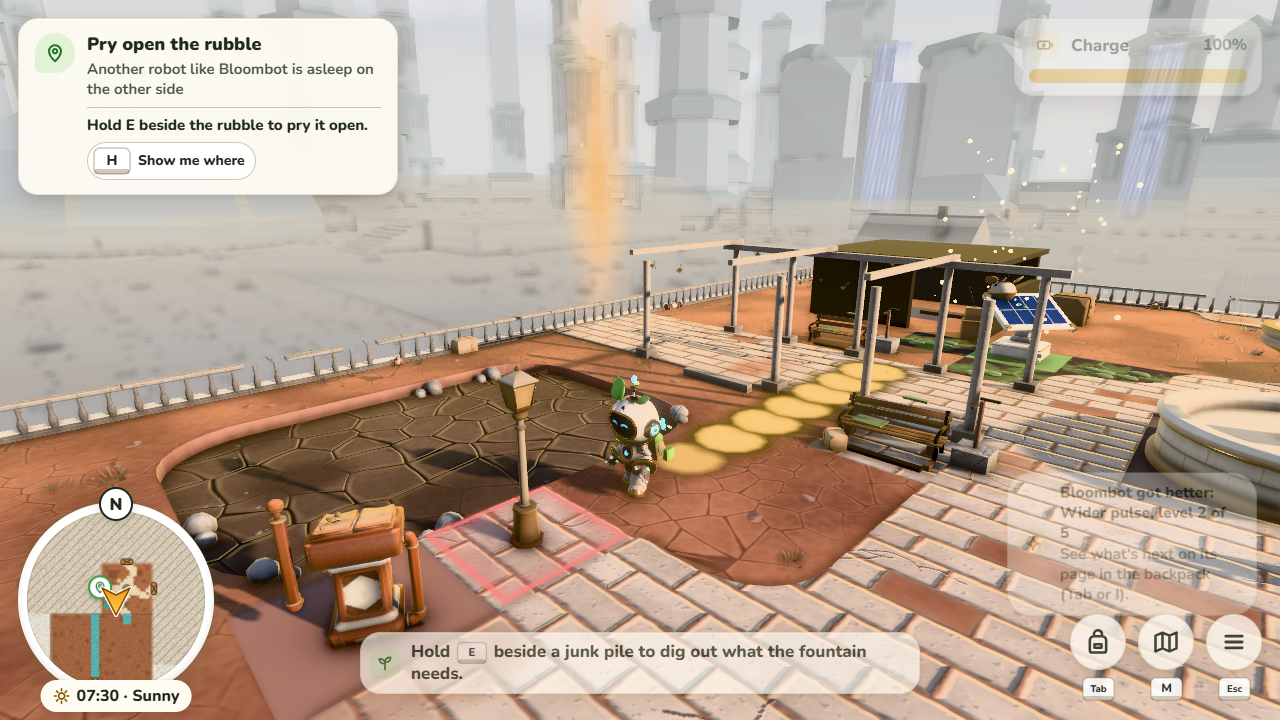 Pry open the rubble
Another robot like Bloombot is asleep on
the other side
Hold E beside the rubble to pry it open.
H Show me where
Charge 100%
N
07:30 · Sunny
Hold E beside a junk pile to dig out what the fountain
needs.
Bloombot got better:
Wider pulse, level 2 of
5
See what's next on its
page in the backpack
(Tab or I).
Tab M Esc